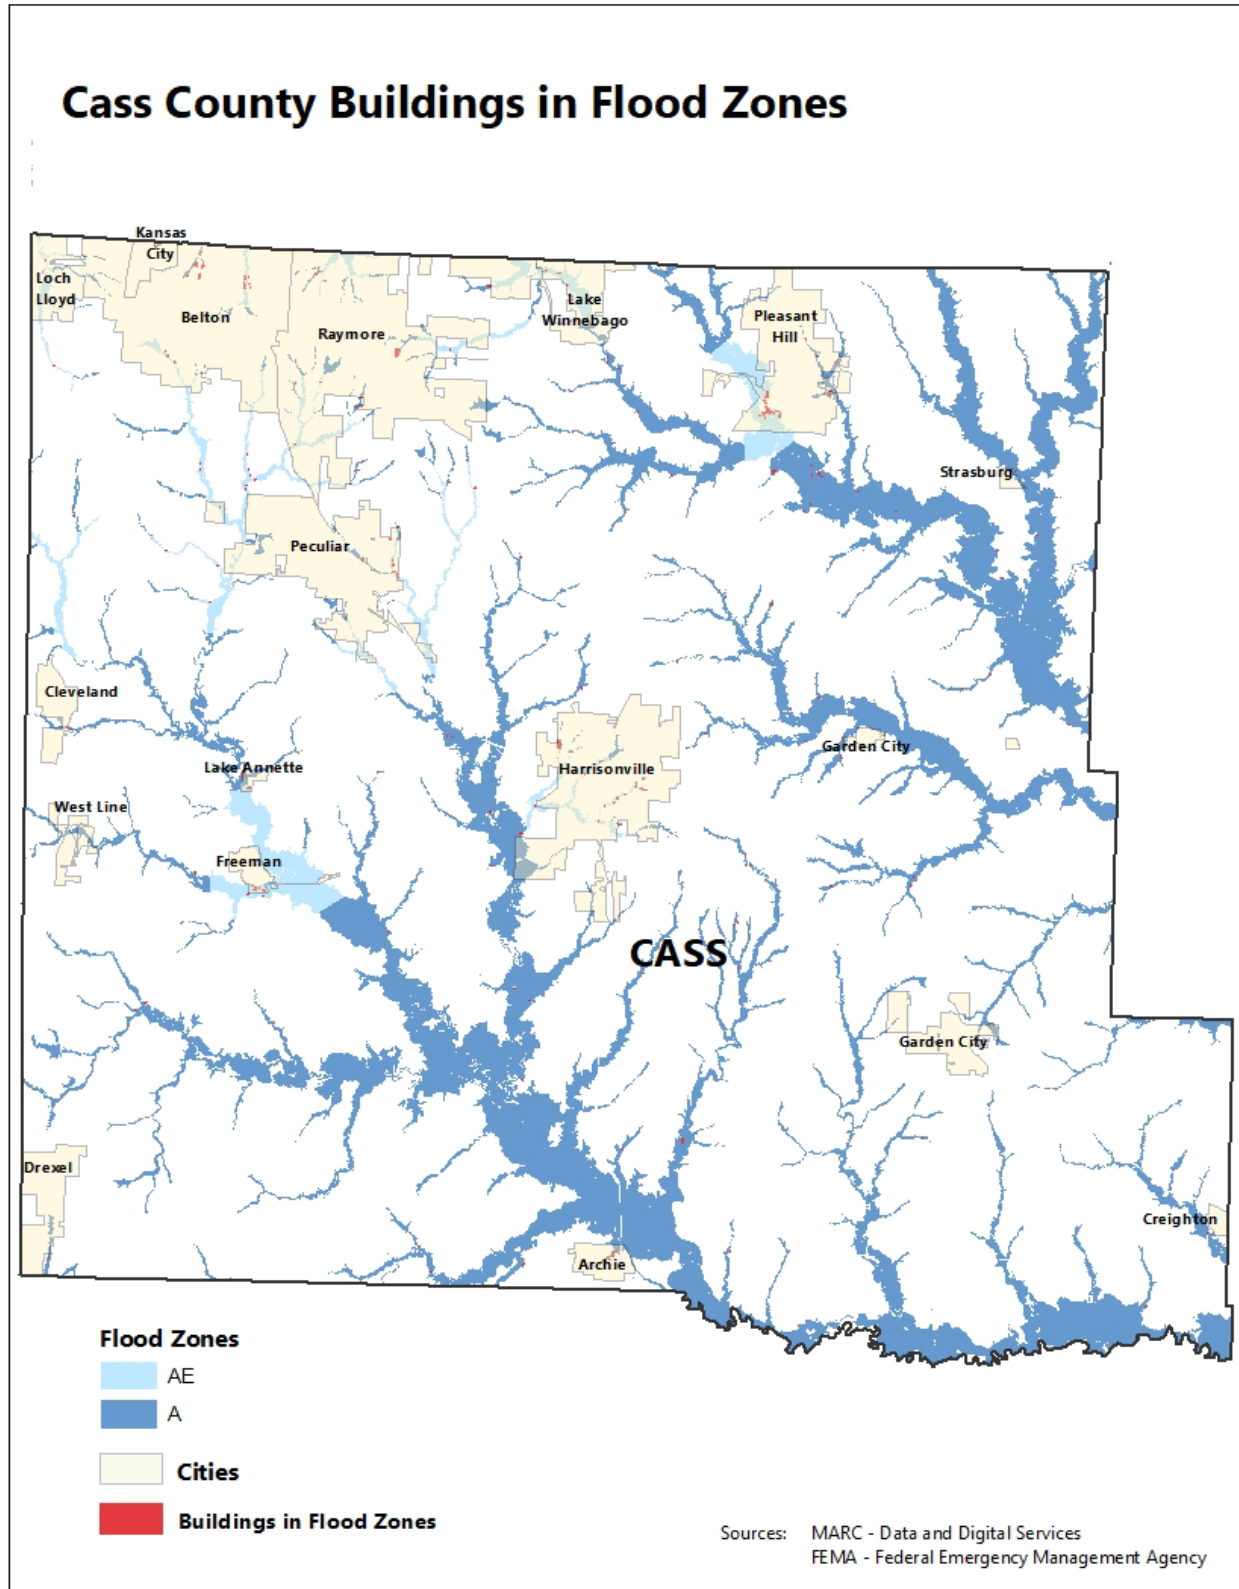 Cass County Buildings in Flood Zones
Kansas
City
Loch
Lloyd
Belton
Raymore
Lake
Winnebago
Pleasant
Hill
Strasburg
Peculiar
Cleveland
Garden City
Lake Annette
Harrisonville
West Line
Freeman
CASS
Garden City
Drexel
Creighton
Archie
Flood Zones
AE
A
Cities
Buildings in Flood Zones
Sources: MARC - Data and Digital Services
FEMA - Federal Emergency Management Agency